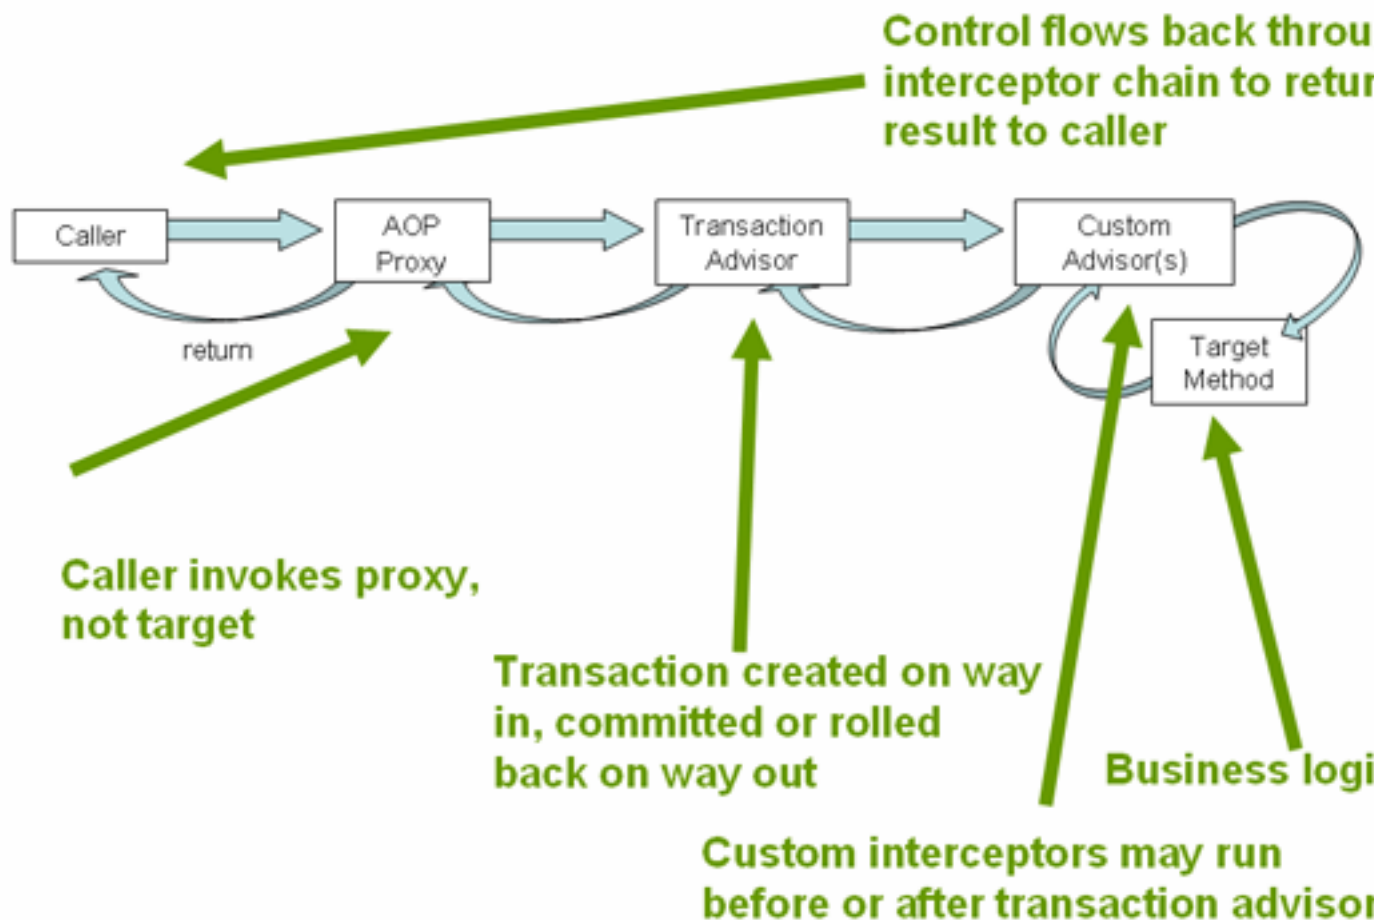 Control flows back throu
interceptor chain to retur
result to caller
Caller
AOP
Proxy
Transaction
Advisor
Custom
Advisor(s)
return
Target
Method
Caller invokes proxy,
not target
Transaction created on way
in, committed or rolled
back on way out
Business logi
Custom interceptors may run
before or after transaction advisor